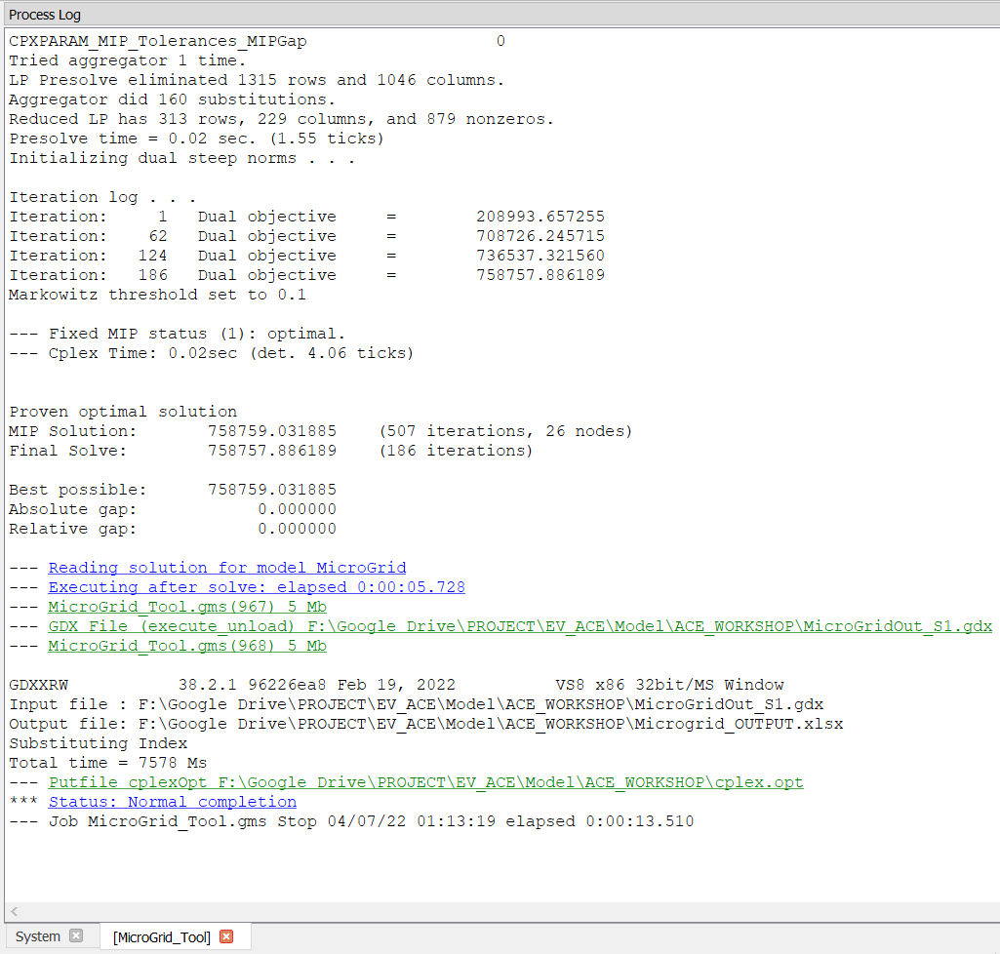 Process Log
CPXPARAM_MIP_Tolerances_MIPGap                   0
Tried aggregator 1 time.
LP Presolve eliminated 1315 rows and 1046 columns.
Aggregator did 160 substitutions.
Reduced LP has 313 rows, 229 columns, and 879 nonzeros.
Presolve time = 0.02 sec. (1.55 ticks)
Initializing dual steep norms . . .
Iteration log . . .
Iteration:     1   Dual objective     =        208993.657255
Iteration:    62   Dual objective     =        708726.245715
Iteration:   124   Dual objective     =        736537.321560
Iteration:   186   Dual objective     =        758757.886189
Markowitz threshold set to 0.1
--- Fixed MIP status (1): optimal.
--- Cplex Time: 0.02sec (det. 4.06 ticks)
Proven optimal solution
MIP Solution:       758759.031885    (507 iterations, 26 nodes)
Final Solve:        758757.886189    (186 iterations)
Best possible:      758759.031885
Absolute gap:            0.000000
Relative gap:            0.000000
--- Reading solution for model MicroGrid
--- Executing after solve: elapsed 0:00:05.728
--- MicroGrid_Tool.gms(967) 5 Mb
--- GDX File (execute_unload) F:\Google Drive\PROJECT\EV_ACE\Model\ACE_WORKSHOP\MicroGridOut_S1.gdx
--- MicroGrid_Tool.gms(968) 5 Mb
GDXXRW           38.2.1 96226ea8 Feb 19, 2022          VS8 x86 32bit/MS Window
Input file : F:\Google Drive\PROJECT\EV_ACE\Model\ACE_WORKSHOP\MicroGridOut_S1.gdx
Output file: F:\Google Drive\PROJECT\EV_ACE\Model\ACE_WORKSHOP\Microgrid_OUTPUT.xlsx
Substituting Index
Total time = 7578 Ms
--- Putfile cplexOpt F:\Google Drive\PROJECT\EV_ACE\Model\ACE_WORKSHOP\cplex.opt
*** Status: Normal completion
--- Job MicroGrid_Tool.gms Stop 04/07/22 01:13:19 elapsed 0:00:13.510
System [MicroGrid_Tool]